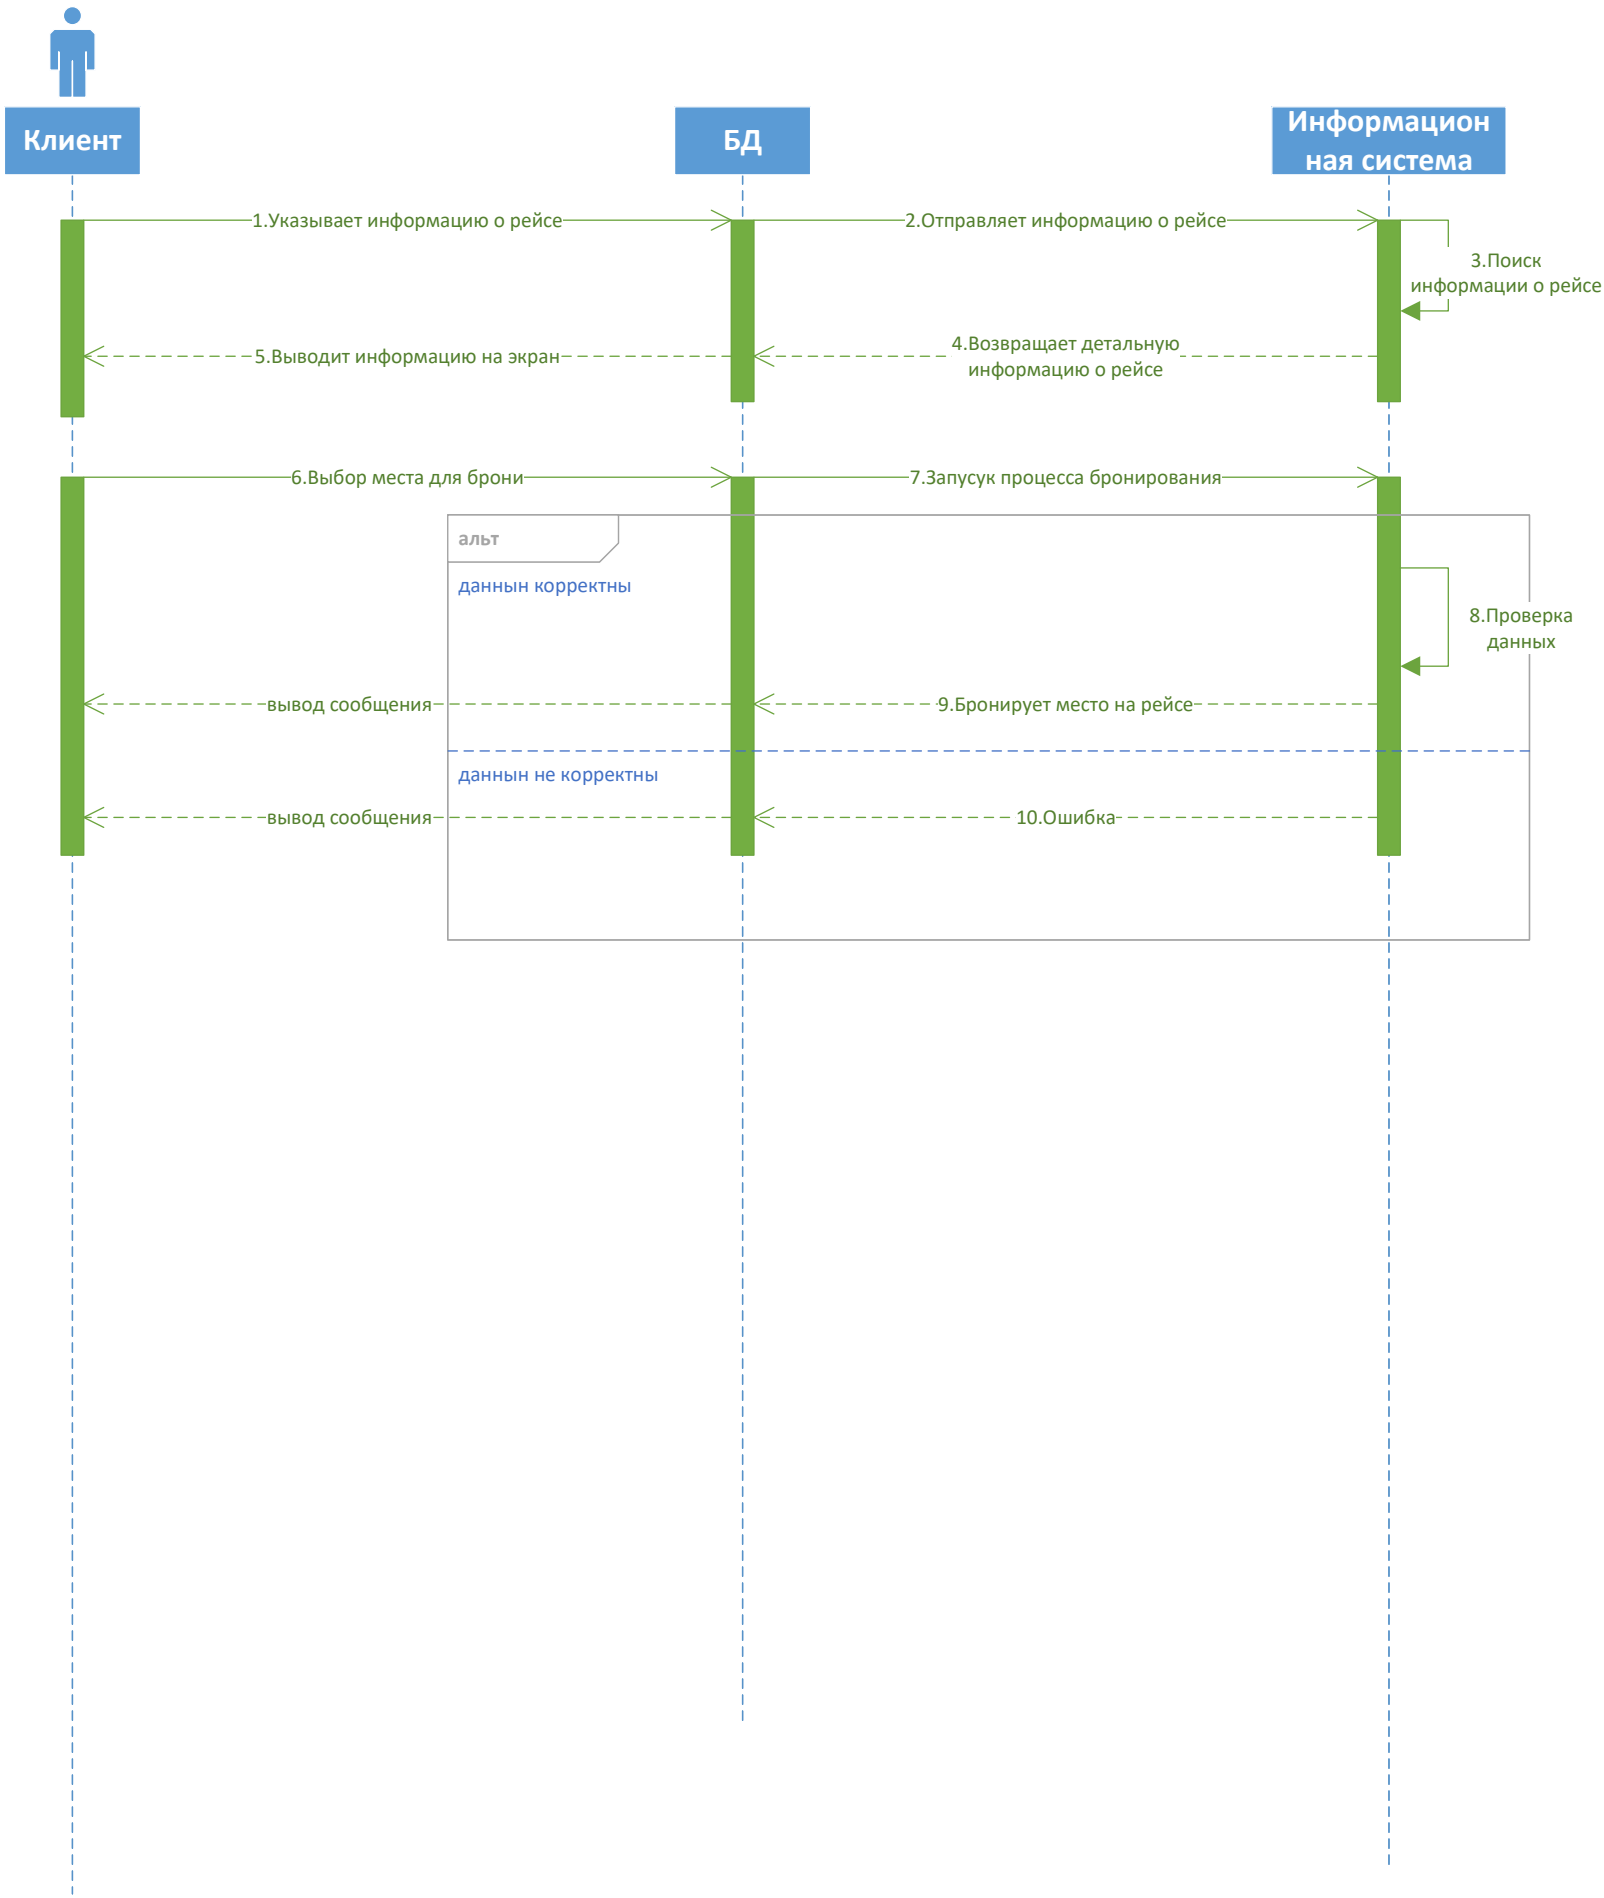 Клиент
БД
Информацион
ная система
1.Указывает информацию о рейсе
2.Отправляет информацию о рейсе
3.Поиск
информации о рейсе
4.Возвращает детальную
информацию о рейсе
5.Выводит информацию на экран
6.Выбор места для брони
7.Запусук процесса бронирования
альт
даннын корректны
8.Проверка
данных
вывод сообщения
9.Бронирует место на рейсе
даннын не корректны
вывод сообщения
10.Ошибка